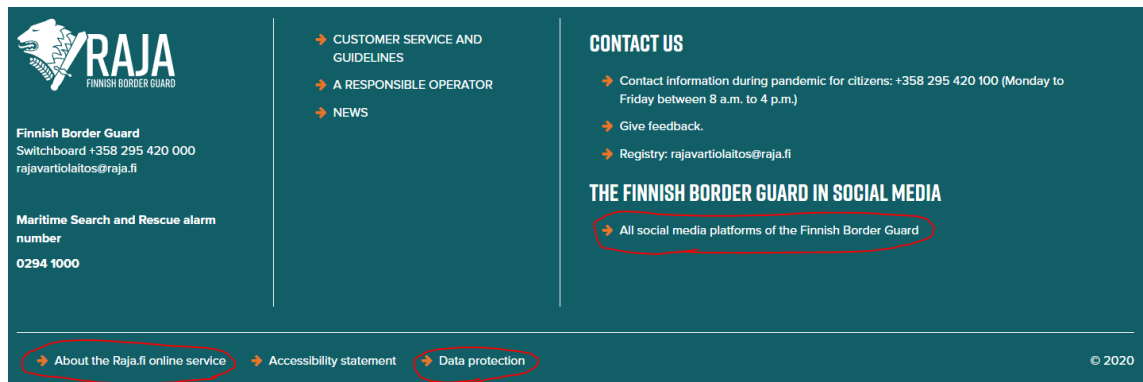 RAJA
FINNISH BORDER GUARD
Finnish Border Guard
Switchboard +358 295 420 000
rajavartiolaitos@raja.fi
Maritime Search and Rescue alarm
number
0294 1000
CUSTOMER SERVICE AND
GUIDELINES
A RESPONSIBLE OPERATOR
NEWS
CONTACT US
Contact information during pandemic for citizens: +358 295 420 100 (Monday to
Friday between 8 a.m. to 4 p.m.)
Give feedback.
Registry: rajavartiolaitos@raja.fi
THE FINNISH BORDER GUARD IN SOCIAL MEDIA
All social media platforms of the Finnish Border Guard
About the Raja.fi online service
Accessibility statement
Data protection
© 2020